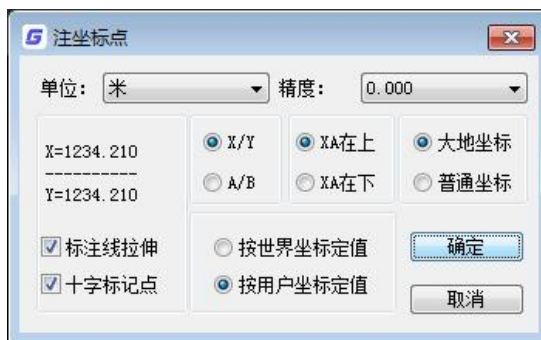 G 注坐标点
单位: 米 精度: 0.000
X=1234.210
----------
Y=1234.210
X/Y
A/B
XA在上
XA在下
大地坐标
普通坐标
标注线拉伸
十字标记点
按世界坐标定值
按用户坐标定值
确定
取消